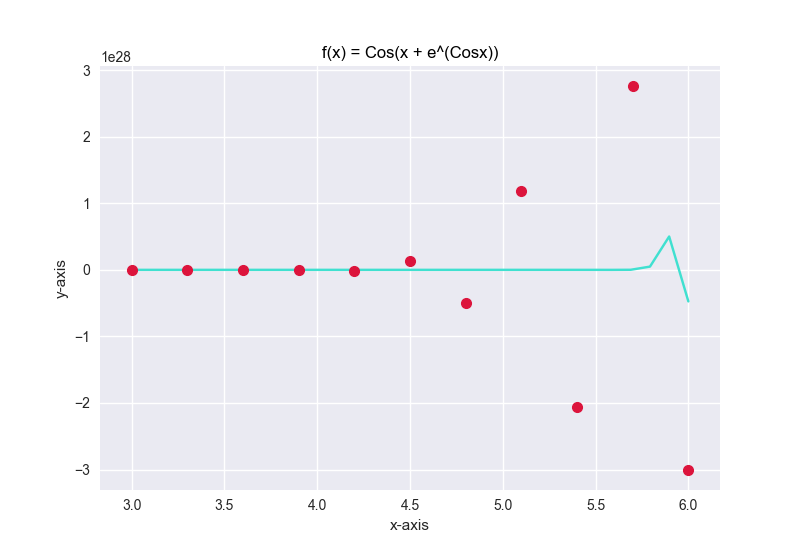 f(x) = Cos(x + e^(Cosx))
1e28
3
2
1
0
−1
−2
−3
y-axis
3.0 3.5 4.0 4.5 5.0 5.5 6.0
x-axis